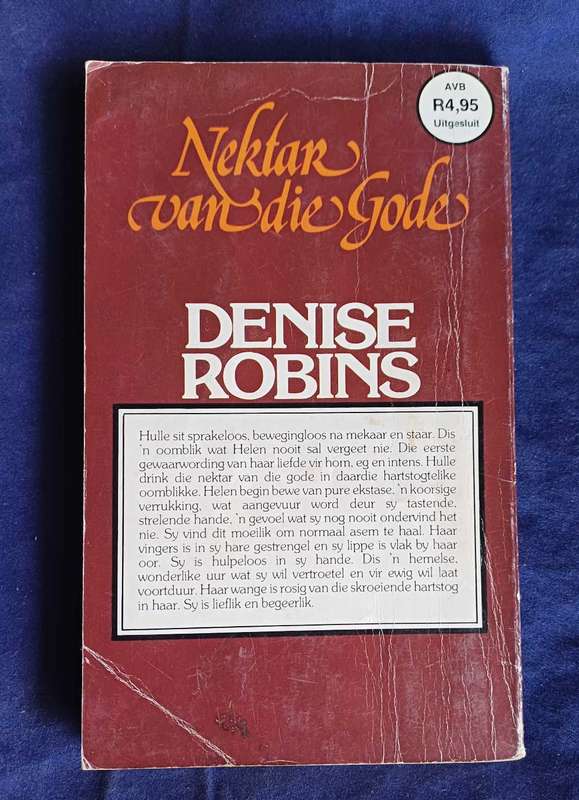 AVB
R4,95
Uitgesluit
Nektar
van die Gode
DENISE
ROBINS
Hulle sit sprakeloos, bewegingloos na mekaar en staar. Dis
'n oomblik wat Helen nooit sal vergeet nie. Die eerste
gewaarwording van haar liefde vir hom, eg en intens. Hulle
drink die nektar van die gode in daardie hartstogtelike
oomblikke. Helen begin bewe van pure ekstase, 'n koorsige
verrukking, wat aangevuur word deur sy tastende,
strelende hande, 'n gevoel wat sy nog nooit ondervind het
nie. Sy vind dit moeilik om normaal asem te haal. Haar
vingers is in sy hare gestrengel en sy lippe is vlak by haar
oor. Sy is hulpeloos in sy hande. Dis 'n hemelse,
wonderlike uur wat sy wil vertroetel en vir ewig wil laat
voortduur. Haar wange is rosig van die skroeiende hartstog
in haar. Sy is lieflik en begeerlik.